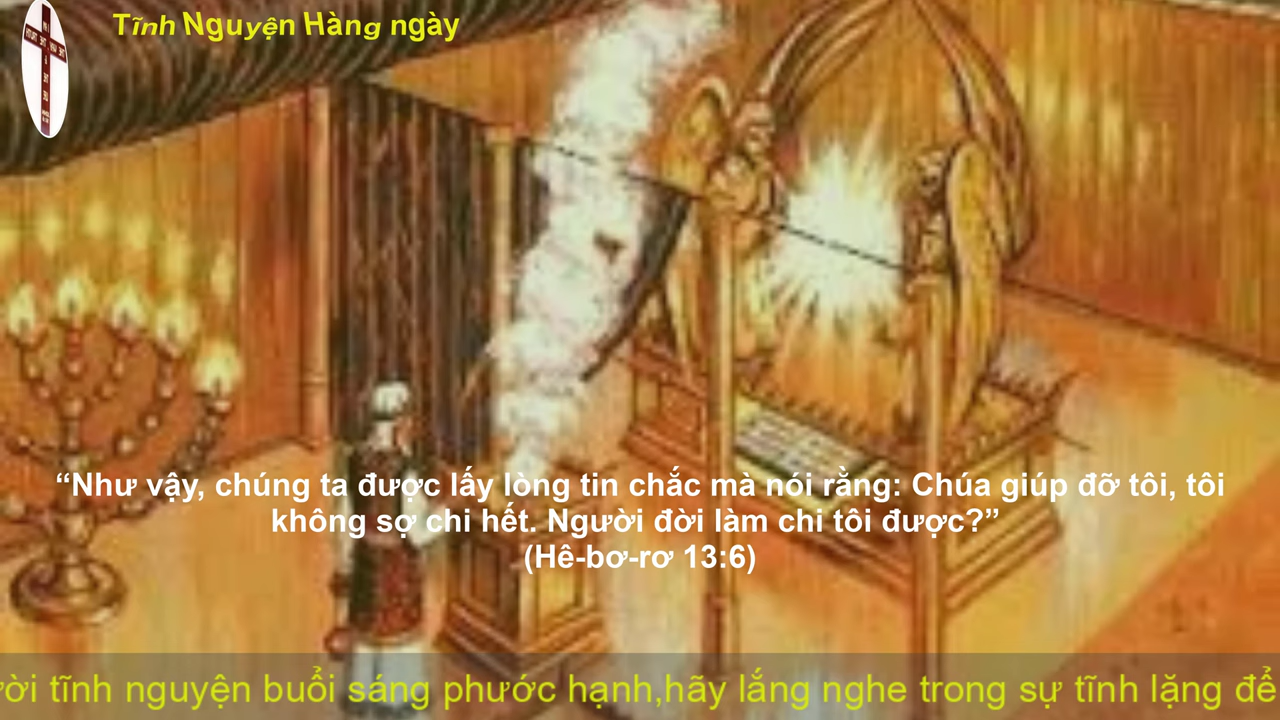 Tĩnh Nguyện Hàng ngày
“Như vậy, chúng ta được lấy lòng tin chắc mà nói rằng: Chúa giúp đỡ tôi, tôi
không sợ chi hết. Người đời làm chi tôi được?”
(Hê-bơ-rơ 13:6)
tĩnh nguyện buổi sáng phước hạnh,hãy lắng nghe trong sự tĩnh lặng để